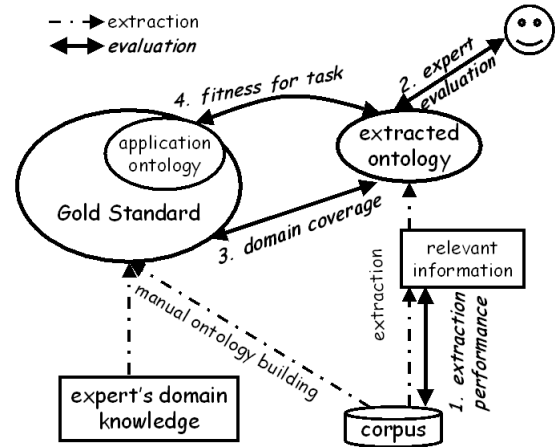 extraction
evaluation
2. expert
evaluation
4. fitness for task
application
ontology
Gold Standard
extracted
ontology
3. domain coverage
relevant
information
extraction
manual ontology building
1. extraction
performance
expert's domain
knowledge
corpus